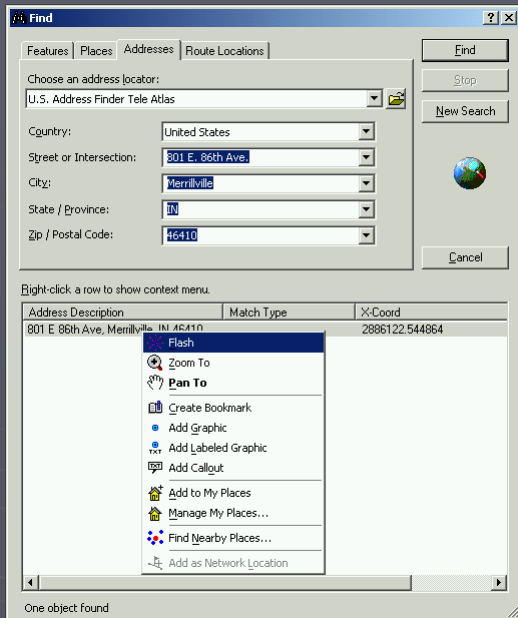 Find
Features Places Addresses Route Locations
Find
Stop
New Search
Cancel
Choose an address locator:
U.S. Address Finder Tele Atlas
Country: United States
Street or Intersection: 801 E. 86th Ave.
City: Merrillville
State / Province: IN
Zip / Postal Code: 46410
Right-click a row to show context menu.
Address Description Match Type X-Coord
801 E 86th Ave, Merrillville, IN 46410 2886122.544864
Flash
Zoom To
Pan To
Create Bookmark
Add Graphic
Add Labeled Graphic
Add Callout
Add to My Places
Manage My Places...
Find Nearby Places...
Add as Network Location
One object found